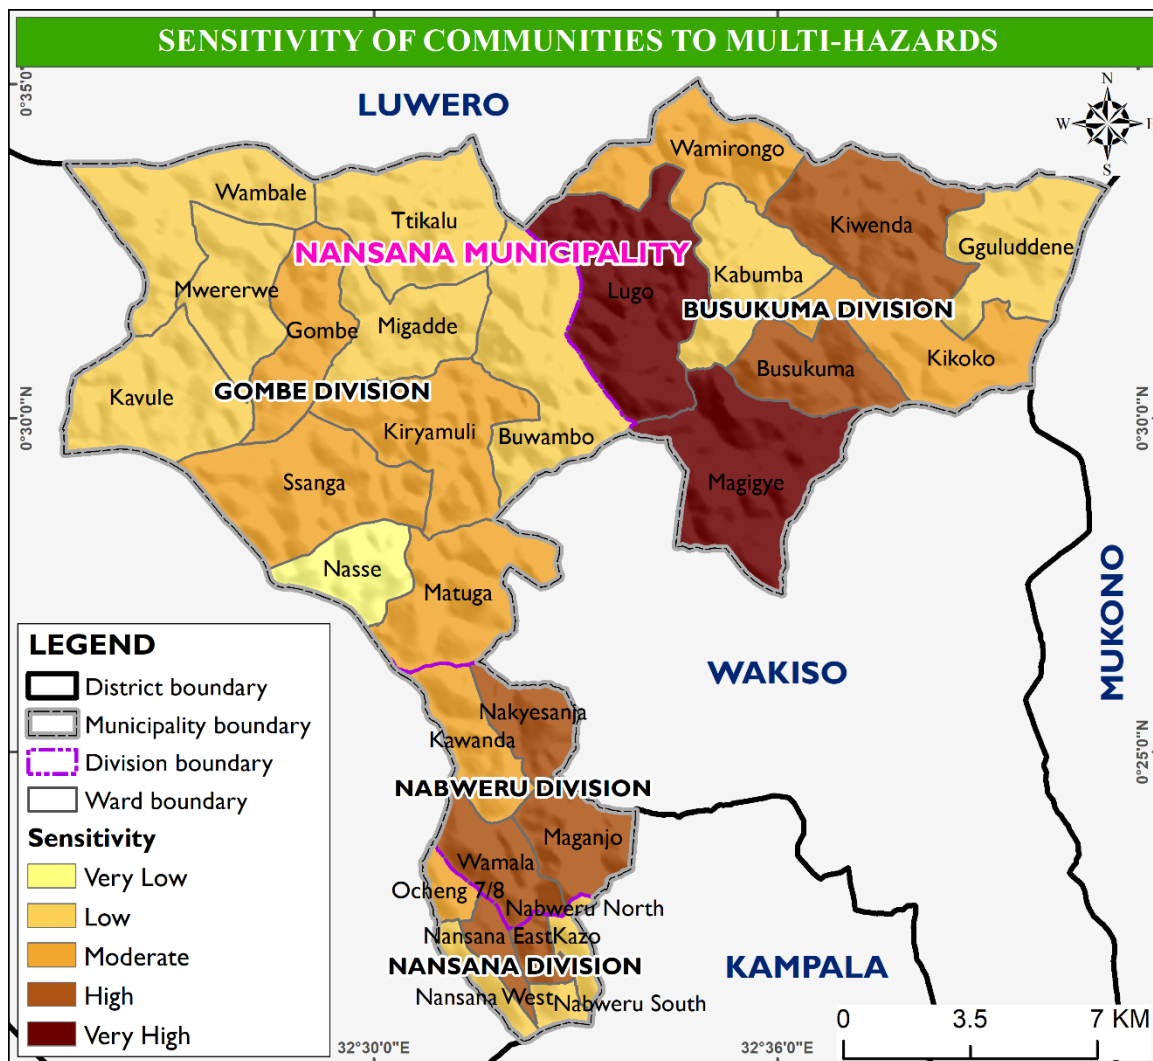 SENSITIVITY OF COMMUNITIES TO MULTI-HAZARDS
0°35'0"
LUWERO
N
W
S
Wamirongo
Wambale
Ttikalu
Kiwenda
Gguluddene
NANSANA MUNICIPALITY
Mwererwe
Lugo
Kabumba
BUSUKUMA DIVISION
Gombe
Migadde
Kikoko
Busukuma
Kavule
GOMBE DIVISION
0°30'0"N
0°30'0"N
Kiryamuli
Buwambo
Ssanga
Magigye
Nasse
Matuga
MUKONO
WAKISO
LEGEND
District boundary
Municipality boundary
Division boundary
Ward boundary
Sensitivity
Very Low
Low
Moderate
High
Very High
Nakyesanja
Kawanda
0°25'0"N
NABWERU DIVISION
Maganjo
Wamala
Ocheng 7/8
Nabweru North
Nansana East
Kazo
NANSANA DIVISION
KAMPALA
Nansana West
Nabweru South
0 3.5 7 KM
32°30'0"E
32°36'0"E